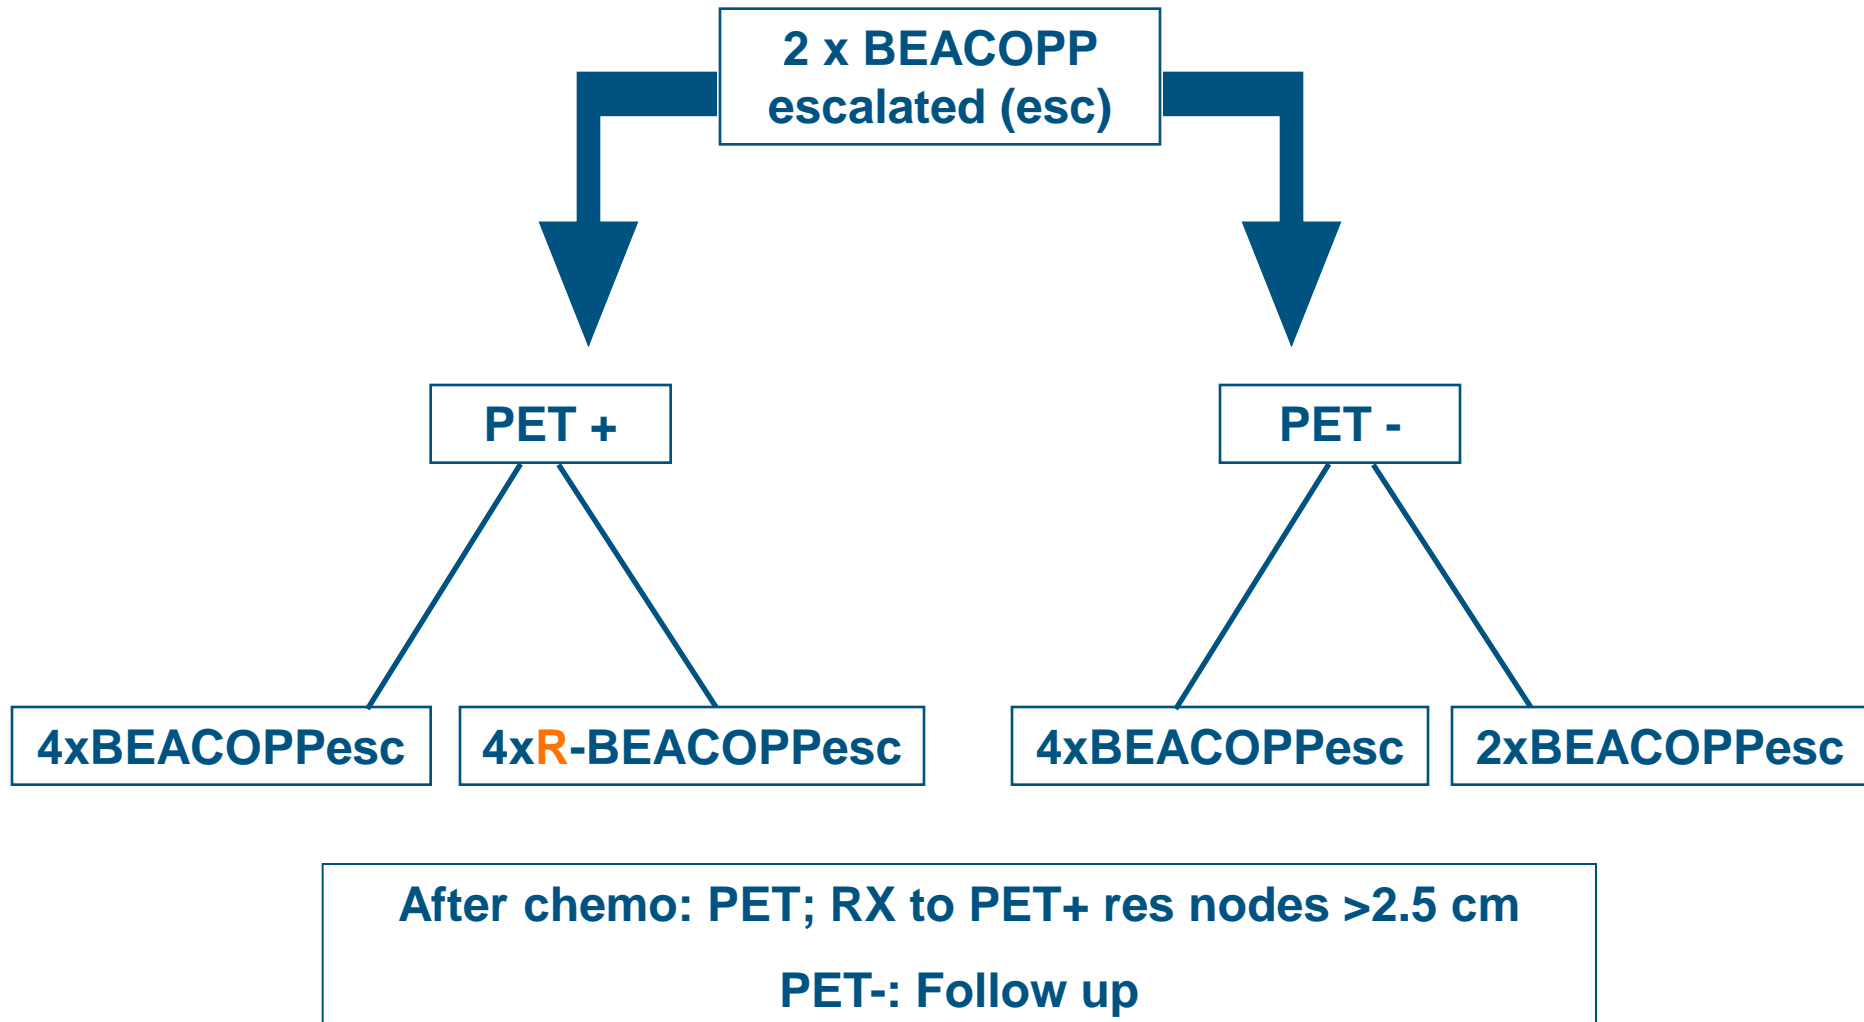 2 x BEACOPP
escalated (esc)
PET +
PET -
4xBEACOPPesc
4xR-BEACOPPesc
4xBEACOPPesc
2xBEACOPPesc
After chemo: PET; RX to PET+ res nodes >2.5 cm
PET-: Follow up